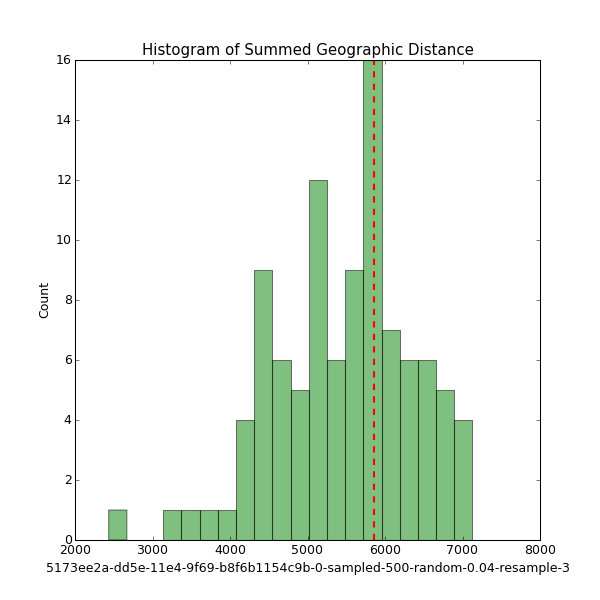 Histogram of Summed Geographic Distance
16
14
12
10
8
6
4
2
0
Count
2000 3000 4000 5000 6000 7000 8000
5173ee2a-dd5e-11e4-9f69-b8f6b1154c9b-0-sampled-500-random-0.04-resample-3